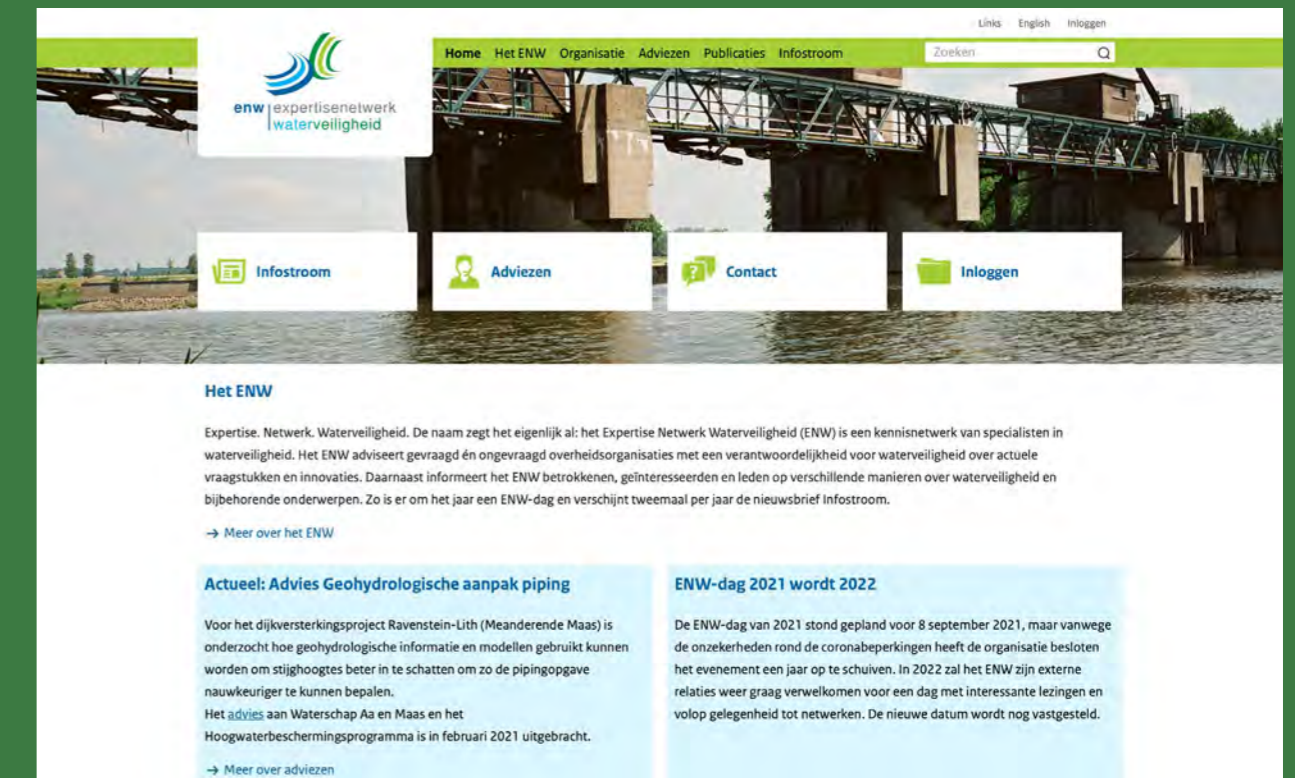 Links English Inloggen
Home Het ENW Organisatie Adviezen Publicaties Infostroom Zoeken
enw expertisenetwerk
waterveiligheid
Infostroom Adviezen Contact Inloggen
Het ENW
Expertise. Netwerk. Waterveiligheid. De naam zegt het eigenlijk al: het Expertise Netwerk Waterveiligheid (ENW) is een kennisnetwerk van specialisten in
waterveiligheid. Het ENW adviseert gevraagd én ongevraagd overheidsorganisaties met een verantwoordelijkheid voor waterveiligheid over actuele
vraagstukken en innovaties. Daarnaast informeert het ENW betrokkenen, geïnteresseerden en leden op verschillende manieren over waterveiligheid en
bijbehorende onderwerpen. Zo is er om het jaar een ENW-dag en verschijnt tweemaal per jaar de nieuwsbrief Infostroom.
→ Meer over het ENW
Actueel: Advies Geohydrologische aanpak piping
Voor het dijkversterkingsproject Ravenstein-Lith (Meanderende Maas) is
onderzocht hoe geohydrologische informatie en modellen gebruikt kunnen
worden om stijghoogtes beter in te schatten om zo de pipingopgave
nauwkeuriger te kunnen bepalen.
Het advies aan Waterschap Aa en Maas en het
Hoogwaterbeschermingsprogramma is in februari 2021 uitgebracht.
→ Meer over adviezen
ENW-dag 2021 wordt 2022
De ENW-dag van 2021 stond gepland voor 8 september 2021, maar vanwege
de onzekerheden rond de coronabeperkingen heeft de organisatie besloten
het evenement een jaar op te schuiven. In 2022 zal het ENW zijn externe
relaties weer graag verwelkomen voor een dag met interessante lezingen en
volop gelegenheid tot netwerken. De nieuwe datum wordt nog vastgesteld.